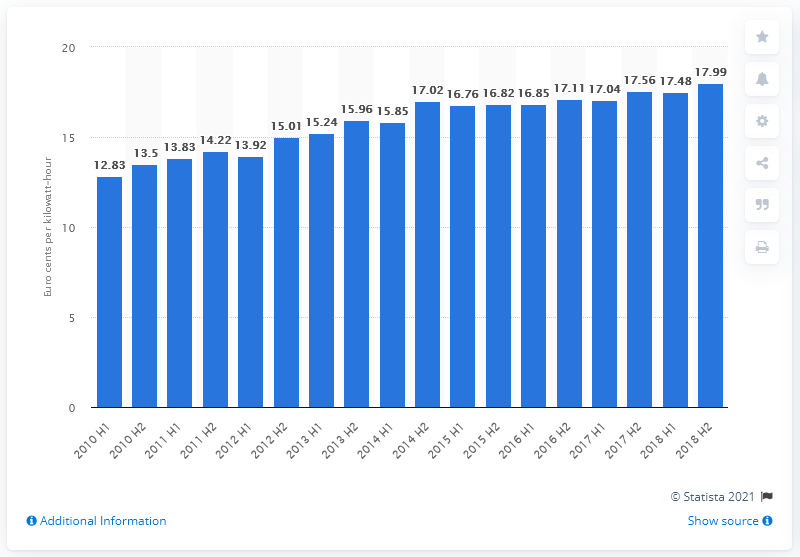 20
15
10
5
0
Euro cents per kilowatt-hour
12.83
13.5
13.83
14.22
13.92
15.01
15.24
15.96
15.85
17.02
16.76
16.82
16.85
17.11
17.04
17.56
17.48
17.99
2010 H1
2010 H2
2011 H1
2011 H2
2012 H1
2012 H2
2013 H1
2013 H2
2014 H1
2014 H2
2015 H1
2015 H2
2016 H1
2016 H2
2017 H1
2017 H2
2018 H1
2018 H2
© Statista 2021
Additional Information
Show source